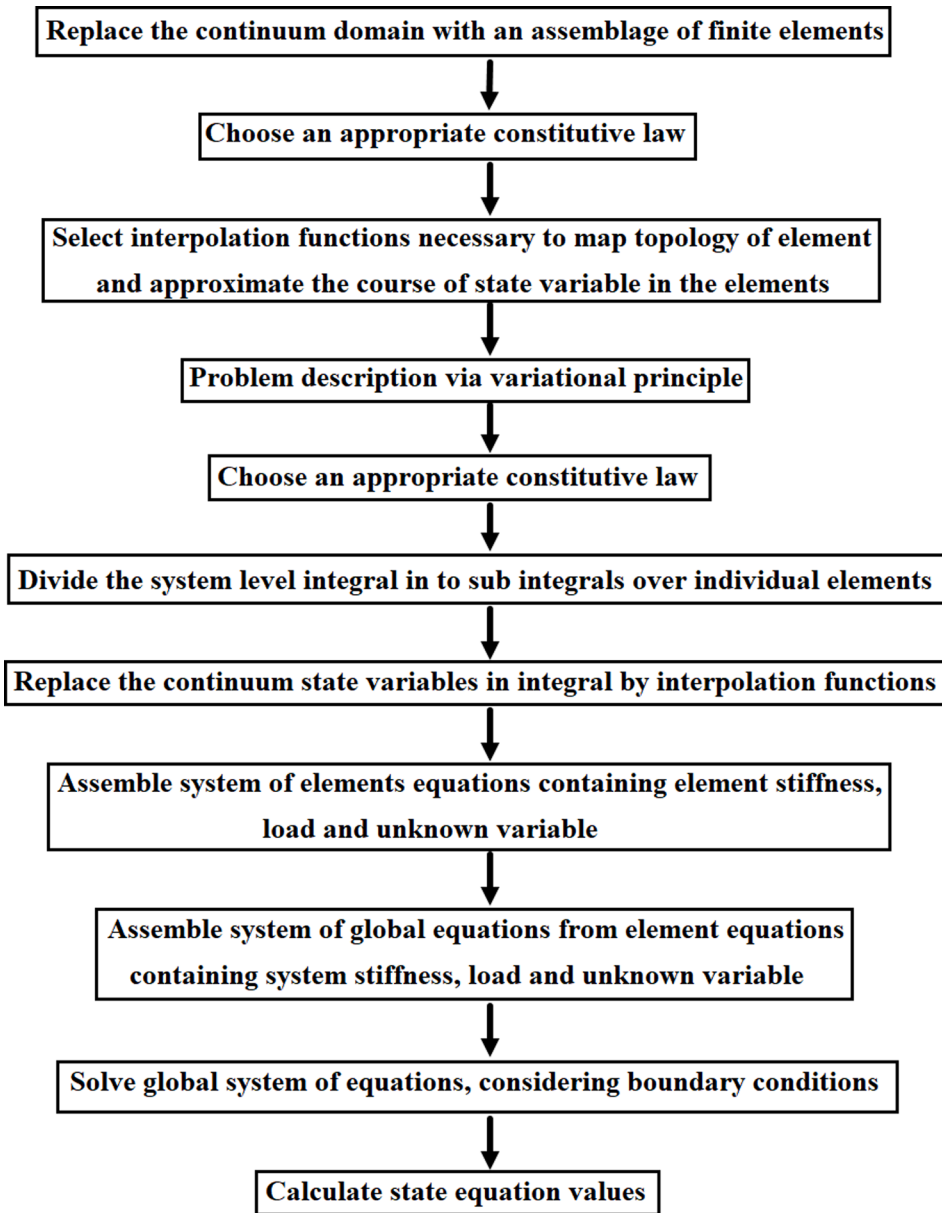 Replace the continuum domain with an assemblage of finite elements
Choose an appropriate constitutive law
Select interpolation functions necessary to map topology of element
and approximate the course of state variable in the elements
Problem description via variational principle
Choose an appropriate constitutive law
Divide the system level integral in to sub integrals over individual elements
Replace the continuum state variables in integral by interpolation functions
Assemble system of elements equations containing element stiffness,
load and unknown variable
Assemble system of global equations from element equations
containing system stiffness, load and unknown variable
Solve global system of equations, considering boundary conditions
Calculate state equation values